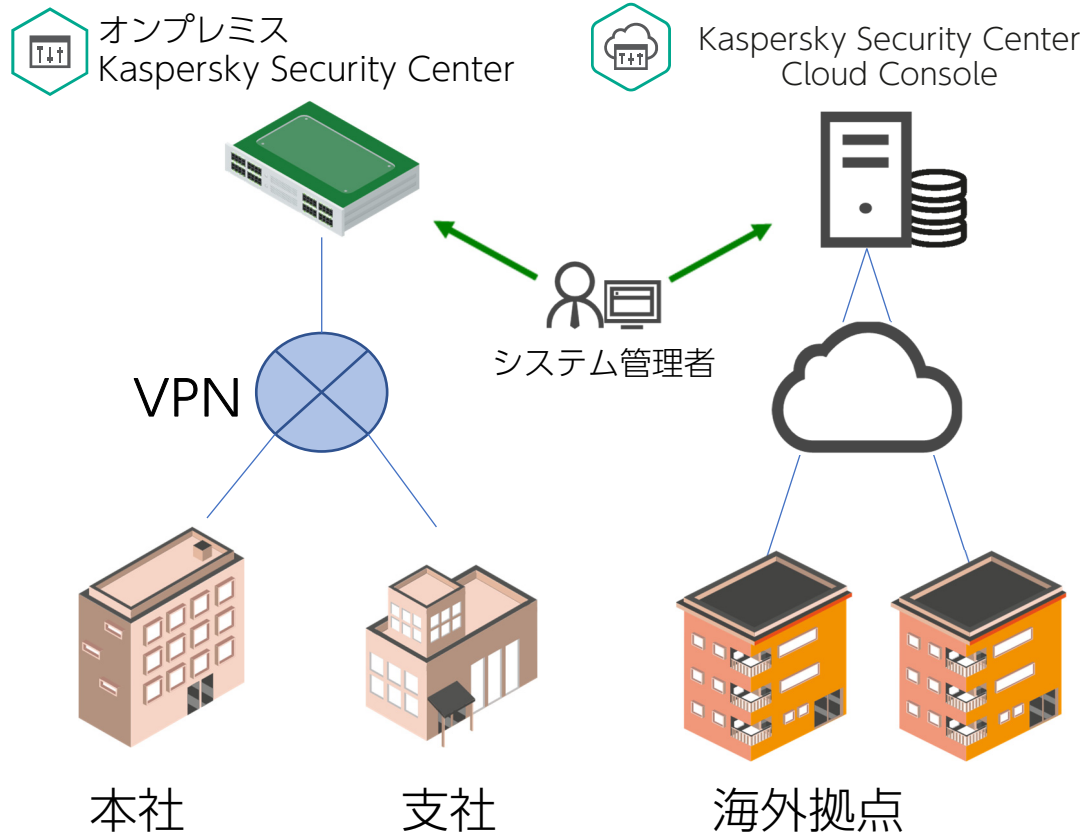 オンプレミス
Kaspersky Security Center
Kaspersky Security Center
Cloud Console
システム管理者
VPN
本社
支社
海外拠点